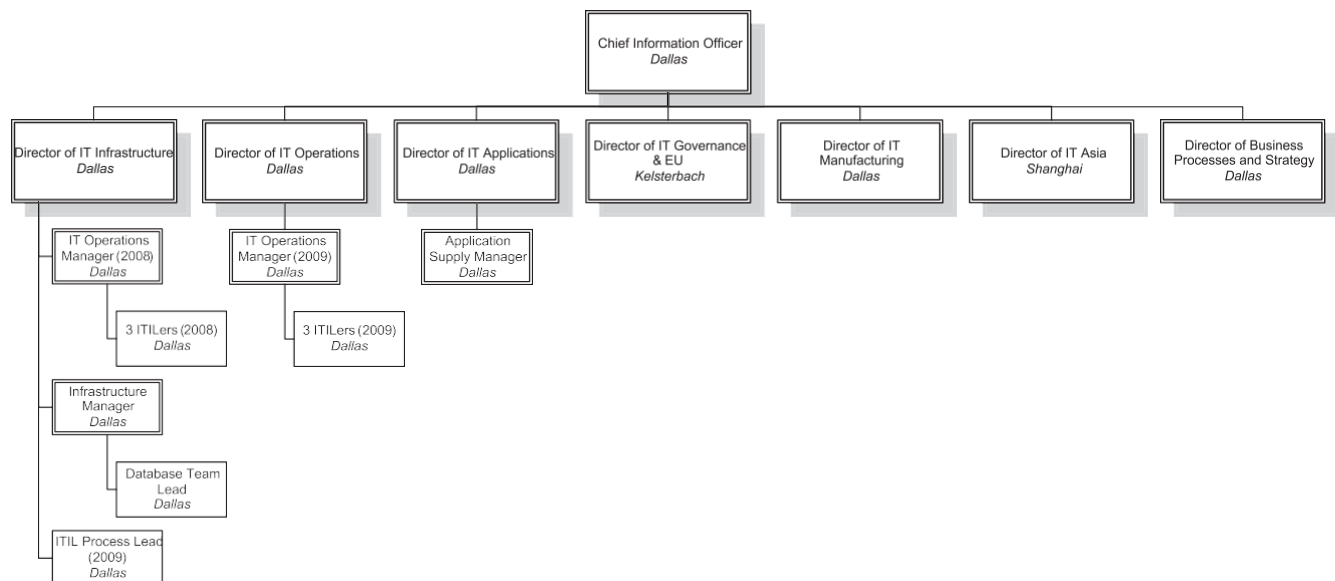 Chief Information Officer
Dallas
Director of IT Infrastructure
Dallas
Director of IT Operations
Dallas
Director of IT Applications
Dallas
Director of IT Governance
& EU
Kelsterbach
Director of IT
Manufacturing
Dallas
Director of IT Asia
Shanghai
Director of Business
Processes and Strategy
Dallas
IT Operations
Manager (2008)
Dallas
IT Operations
Manager (2009)
Dallas
Application
Supply Manager
Dallas
3 ITILers (2008)
Dallas
3 ITILers (2009)
Dallas
Infrastructure
Manager
Dallas
Database Team
Lead
Dallas
ITIL Process Lead
(2009)
Dallas